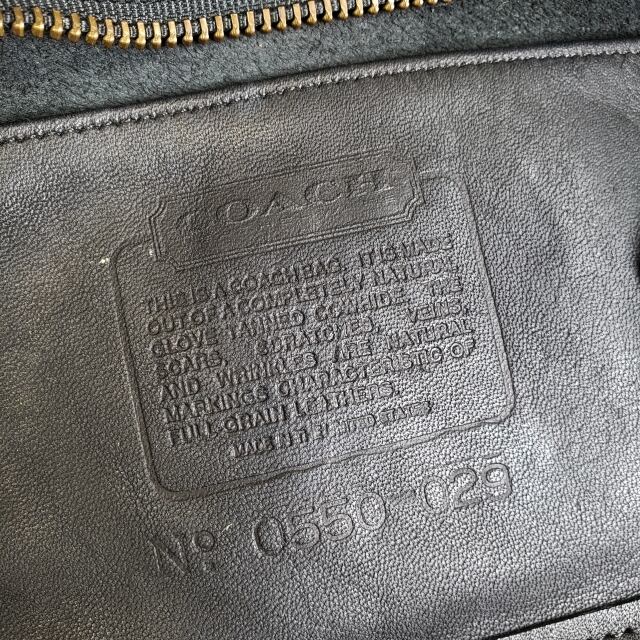 COACH
THIS IS A COACH BAG. IT IS MADE
OUT OF A COMPLETELY NATURAL
GLOVE TANNED COWHIDE. THE
SCARS, SCRATCHES, VEINS,
AND WRINKLES ARE NATURAL
MARKINGS CHARACTERISTIC OF
FULL GRAIN LEATHERS.
MADE IN THE UNITED STATES
No. 0550-029